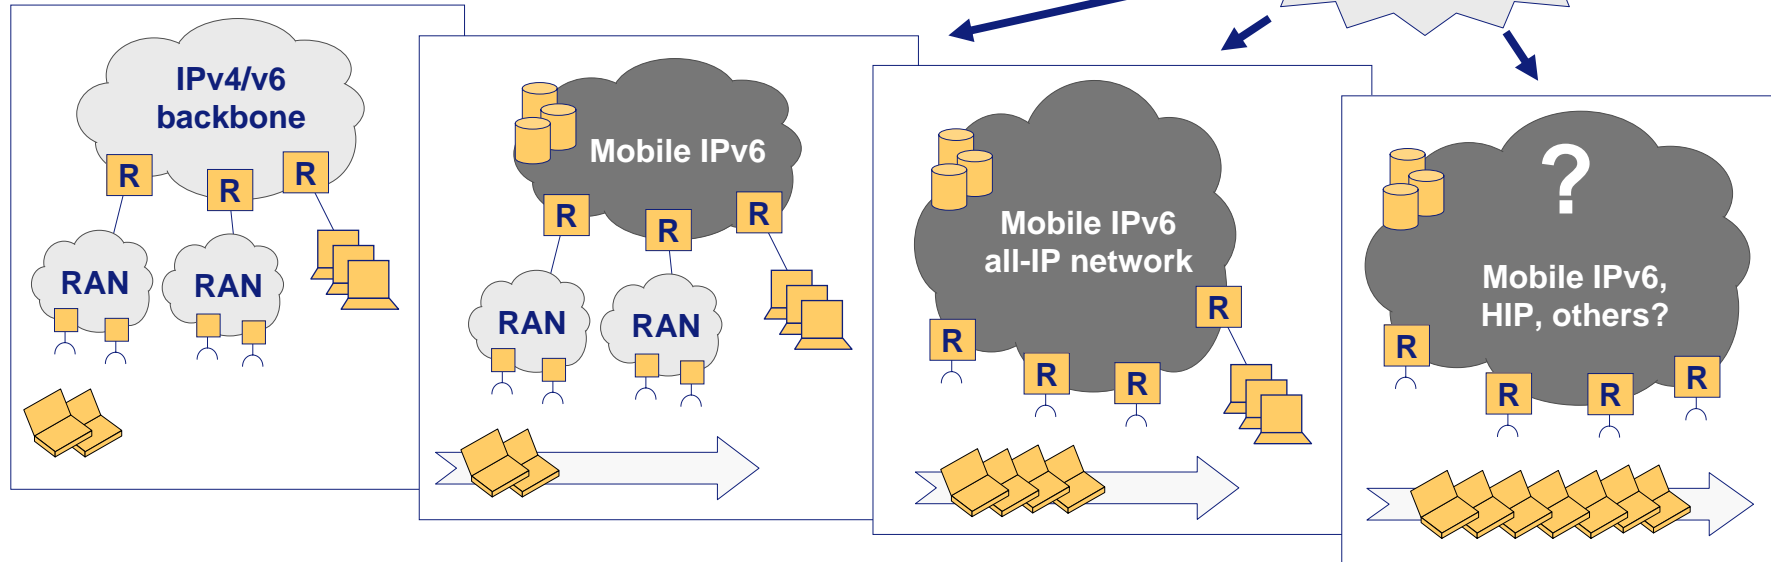 IPv4/v6
backbone
R
R
R
RAN
RAN
Mobile IPv6
R
R
R
RAN
RAN
Mobile IPv6
all-IP network
R
R
R
R
?
Mobile IPv6,
HIP, others?
R
R
R
R